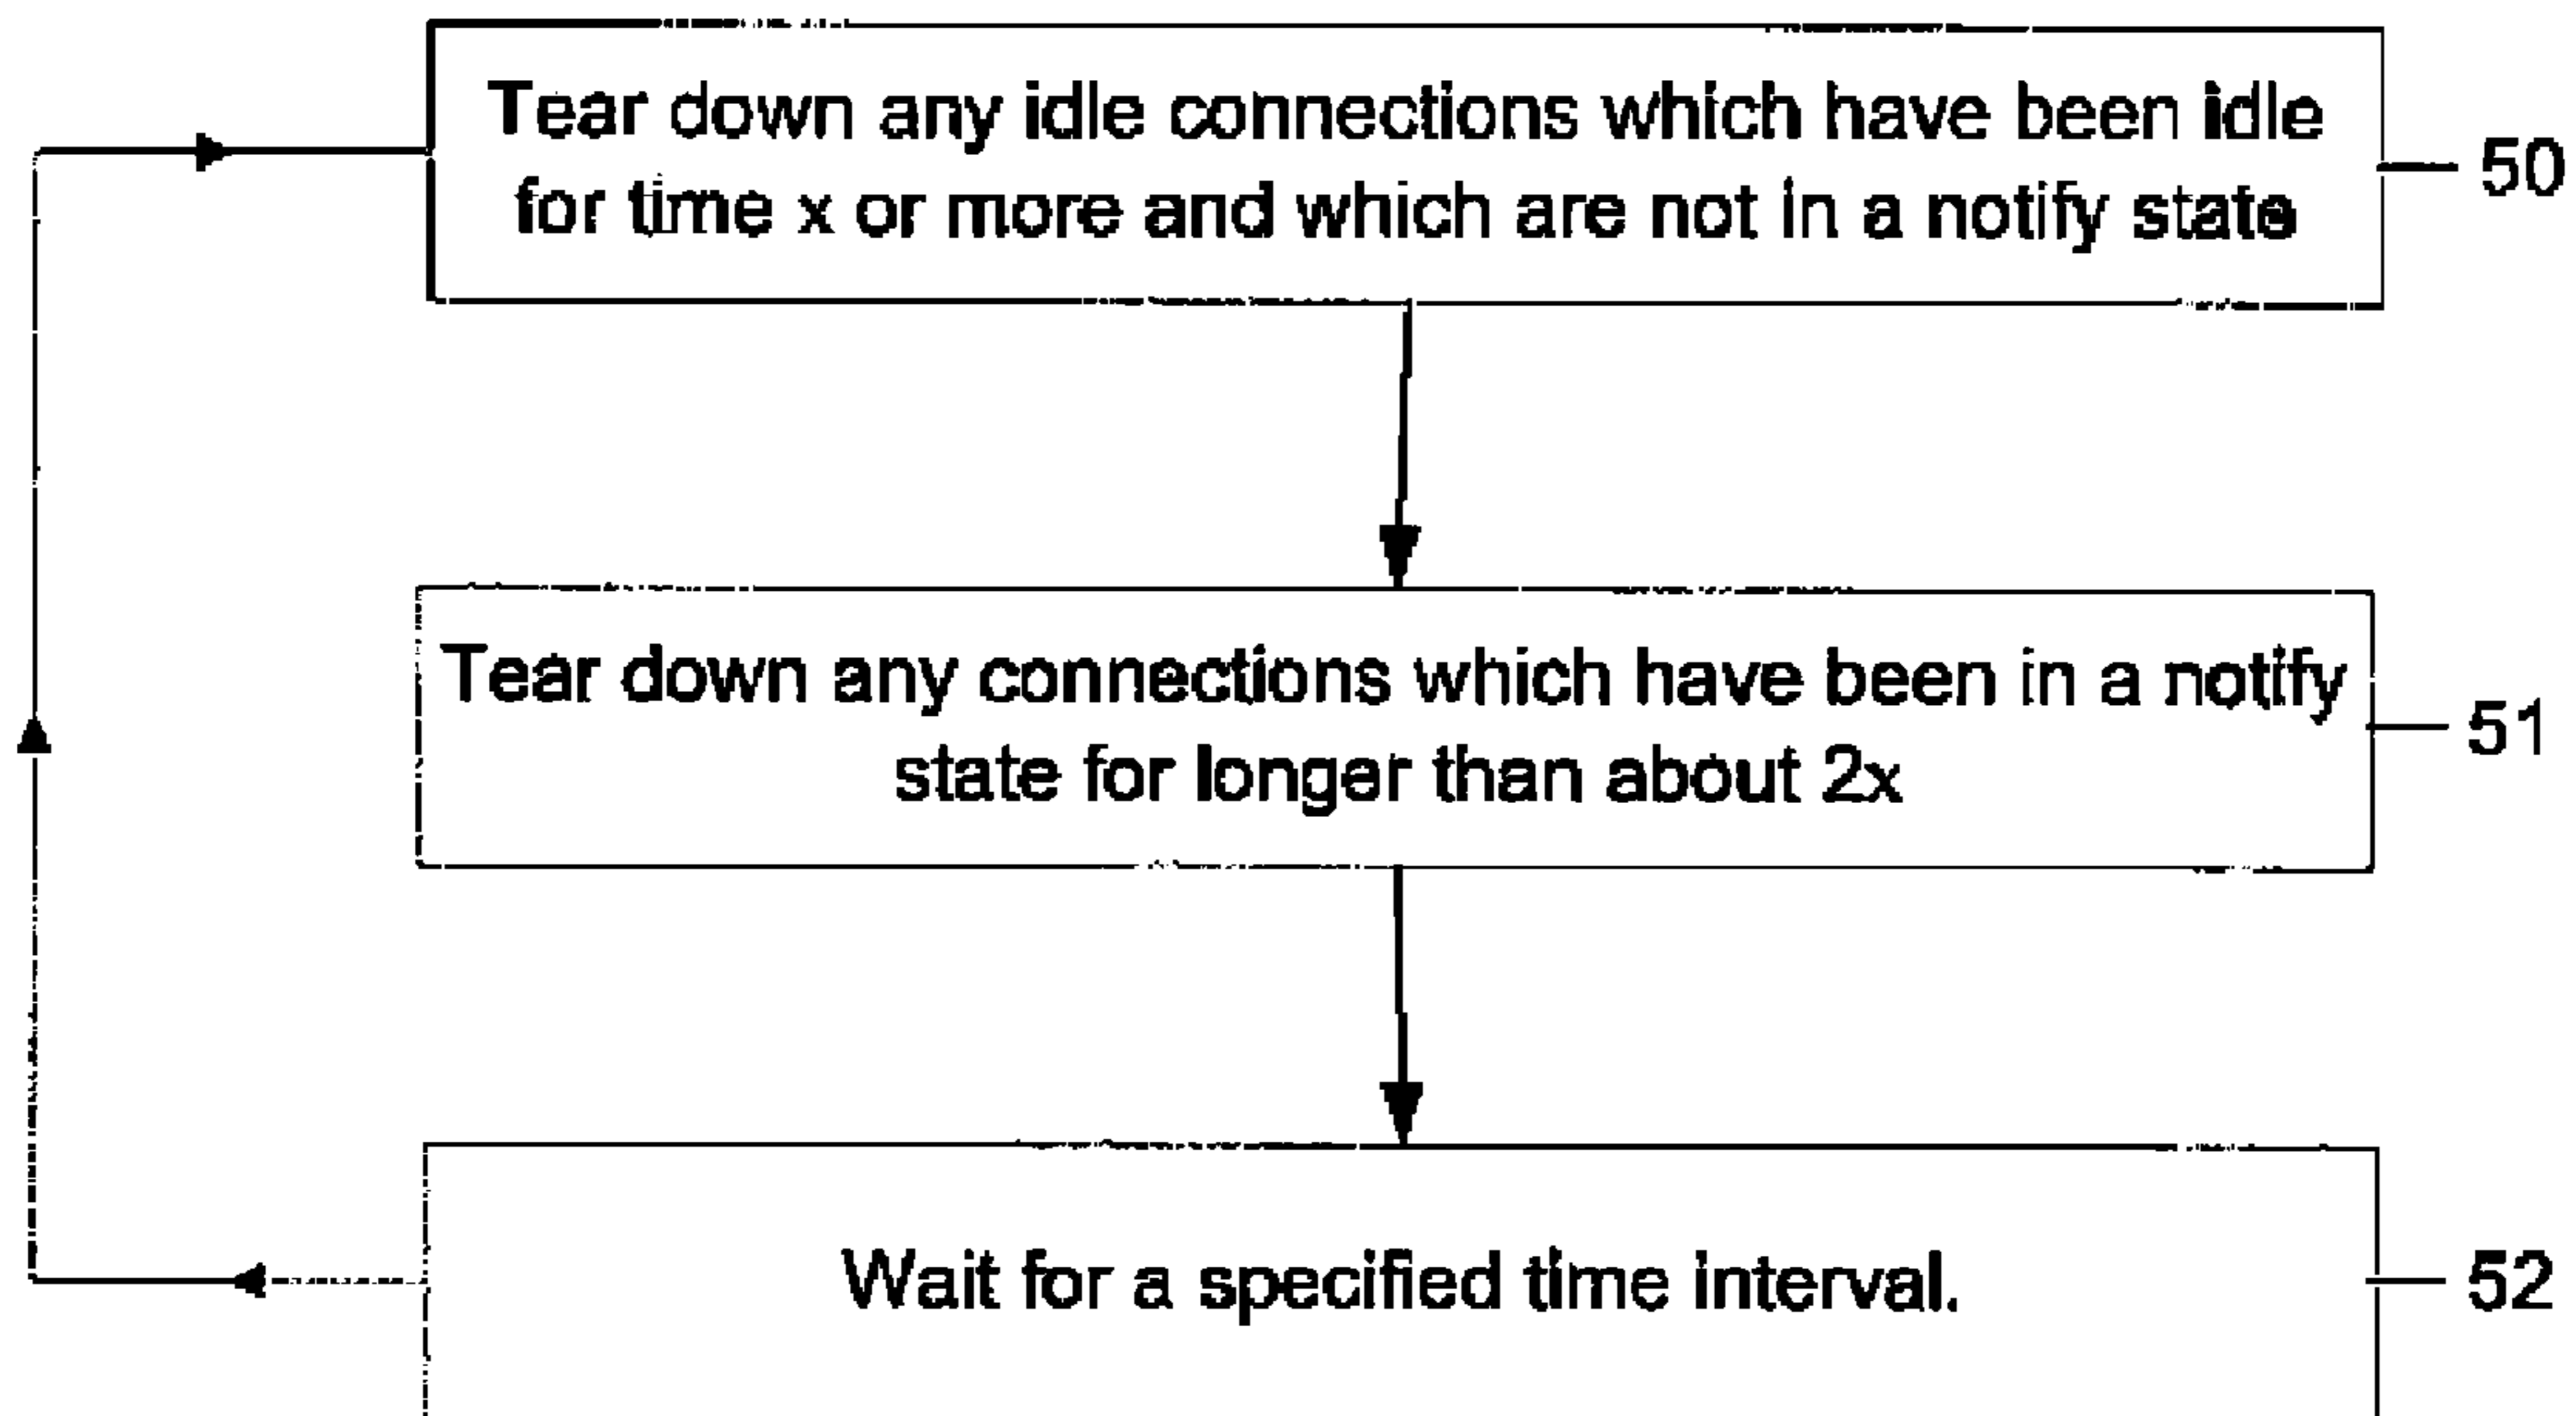 Tear down any idle connections which have been idle
for time x or more and which are not in a notify state
50
Tear down any connections which have been in a notify
state for longer than about 2x
51
Wait for a specified time interval.
52